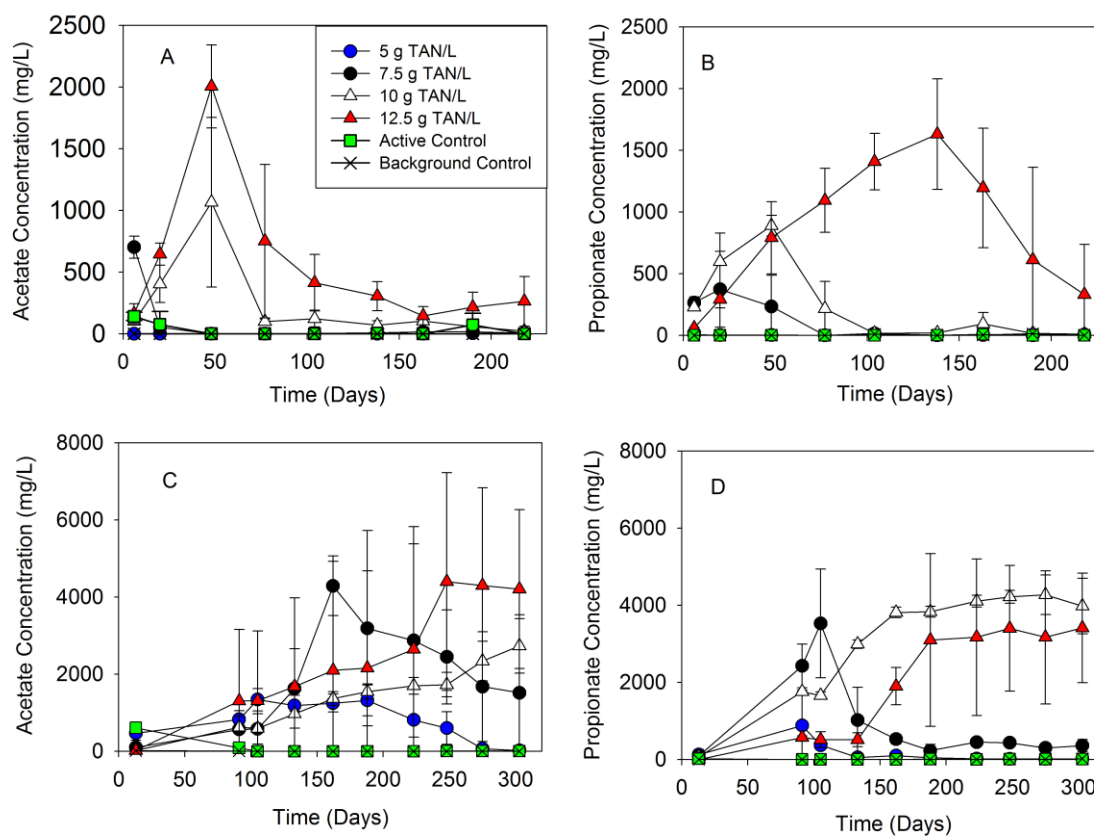 A
Acetate Concentration (mg/L)
2500
2000
1500
1000
500
0
0 50 100 150 200
Time (Days)
5 g TAN/L
7.5 g TAN/L
10 g TAN/L
12.5 g TAN/L
Active Control
Background Control
B
Propionate Concentration (mg/L)
2500
2000
1500
1000
500
0
0 50 100 150 200
Time (Days)
C
Acetate Concentration (mg/L)
8000
6000
4000
2000
0
0 50 100 150 200 250 300
Time (Days)
D
Propionate Concentration (mg/L)
8000
6000
4000
2000
0
0 50 100 150 200 250 300
Time (Days)